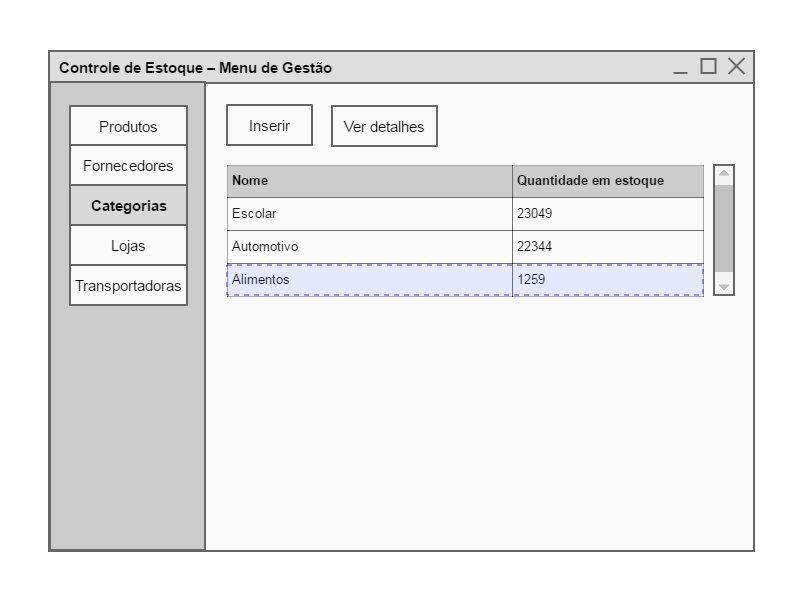 Controle de Estoque – Menu de Gestão
Produtos
Fornecedores
Categorias
Lojas
Transportadoras
Inserir
Ver detalhes
Nome Quantidade em estoque
Escolar 23049
Automotivo 22344
Alimentos 1259